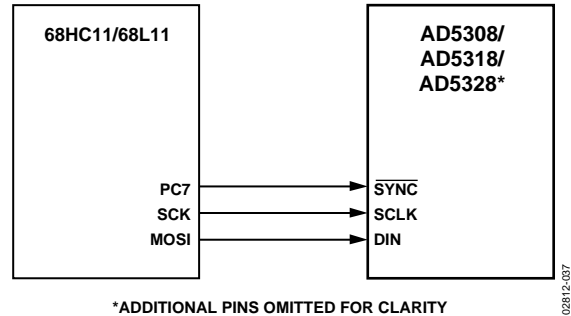 68HC11/68L11
AD5308/
AD5318/
AD5328*
PC7
SYNC
SCK
SCLK
MOSI
DIN
*ADDITIONAL PINS OMITTED FOR CLARITY
02812-037